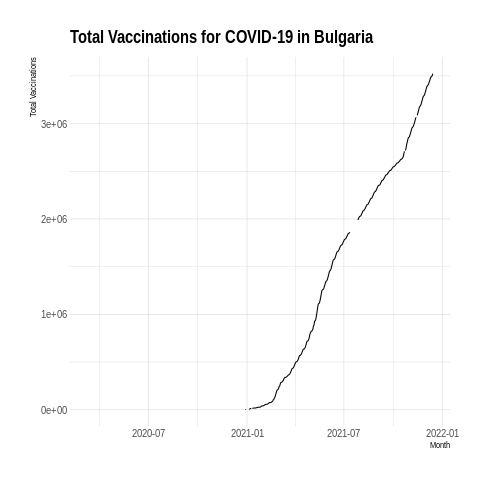 Total Vaccinations for COVID-19 in Bulgaria
Total Vaccinations
3e+06
2e+06
1e+06
0e+00
2020-07 2021-01 2021-07 2022-01
Month